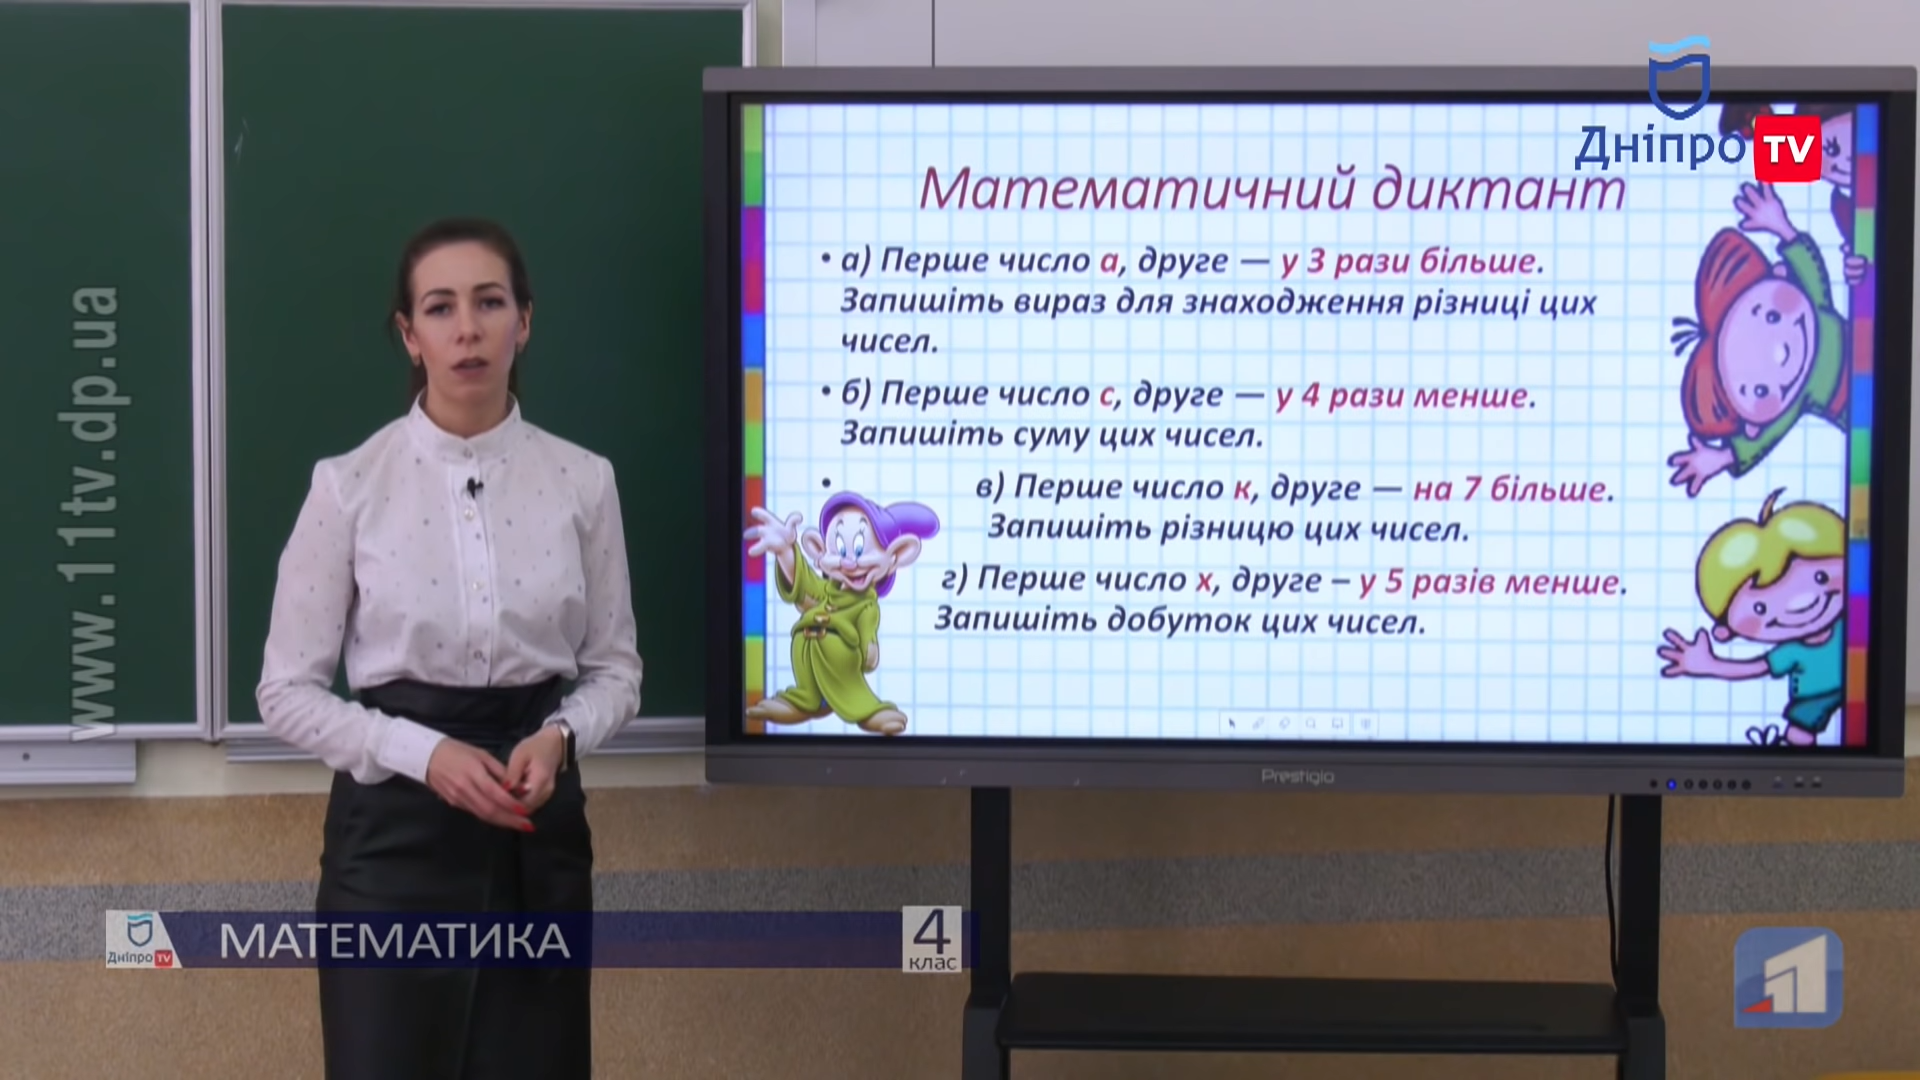 Дніпро TV
www.11tv.dp.ua
Математичний диктант
• а) Перше число а, друге — у 3 рази більше.
Запишіть вираз для знаходження різниці цих
чисел.
• б) Перше число с, друге — у 4 рази менше.
Запишіть суму цих чисел.
• в) Перше число к, друге — на 7 більше.
Запишіть різницю цих чисел.
г) Перше число х, друге – у 5 разів менше.
Запишіть добуток цих чисел.
Prestigio
Дніпро TV
МАТЕМАТИКА
4
клас
11